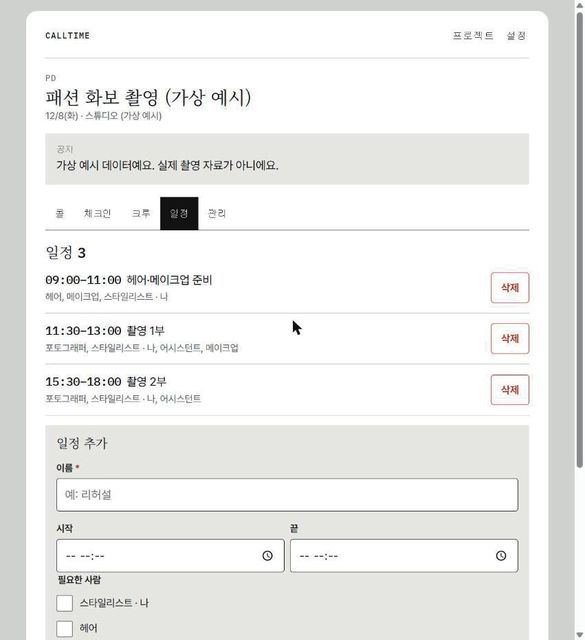 CALLTIME
프로젝트 설정
PD
패션 화보 촬영 (가상 예시)
12/8(화) · 스튜디오 (가상 예시)
공지
가상 예시 데이터예요. 실제 촬영 자료가 아니에요.
콜 체크인 크루 일정 관리
일정 3
09:00–11:00 헤어·메이크업 준비
헤어, 메이크업, 스타일리스트 · 나
삭제
11:30–13:00 촬영 1부
포토그래퍼, 스타일리스트 · 나, 어시스턴트, 메이크업
삭제
15:30–18:00 촬영 2부
포토그래퍼, 스타일리스트 · 나, 어시스턴트
삭제
일정 추가
이름 *
예: 리허설
시작 끝
-- --:-- -- --:--
필요한 사람
스타일리스트 · 나
헤어